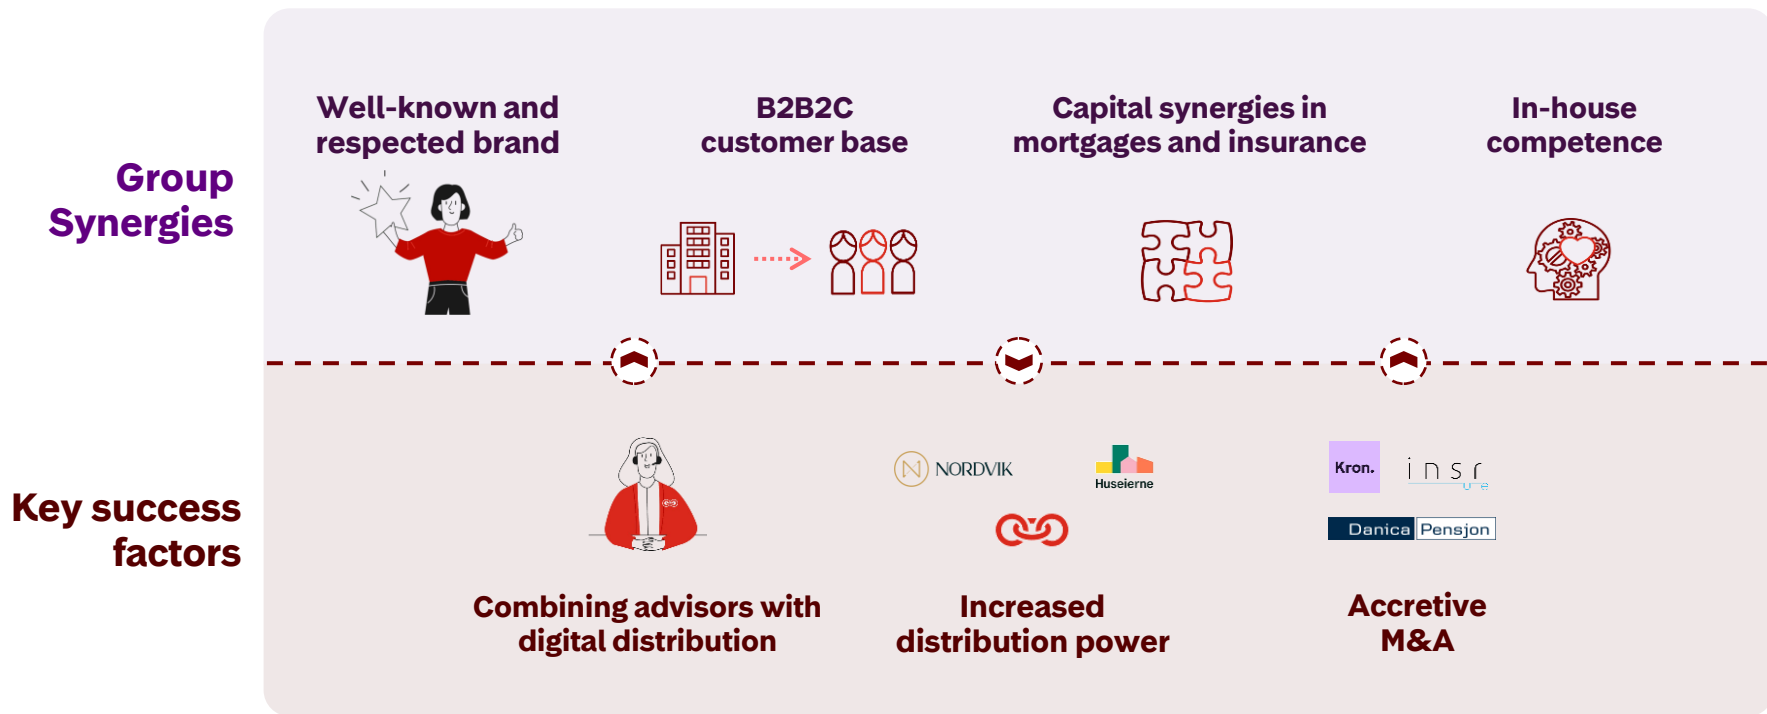 Group
Synergies
Well-known and
respected brand
B2B2C
customer base
Capital synergies in
mortgages and insurance
In-house
competence
Key success
factors
NORDVIK
Huseierne
Kron.
insr
ure
Danica Pensjon
Combining advisors with
digital distribution
Increased
distribution power
Accretive
M&A